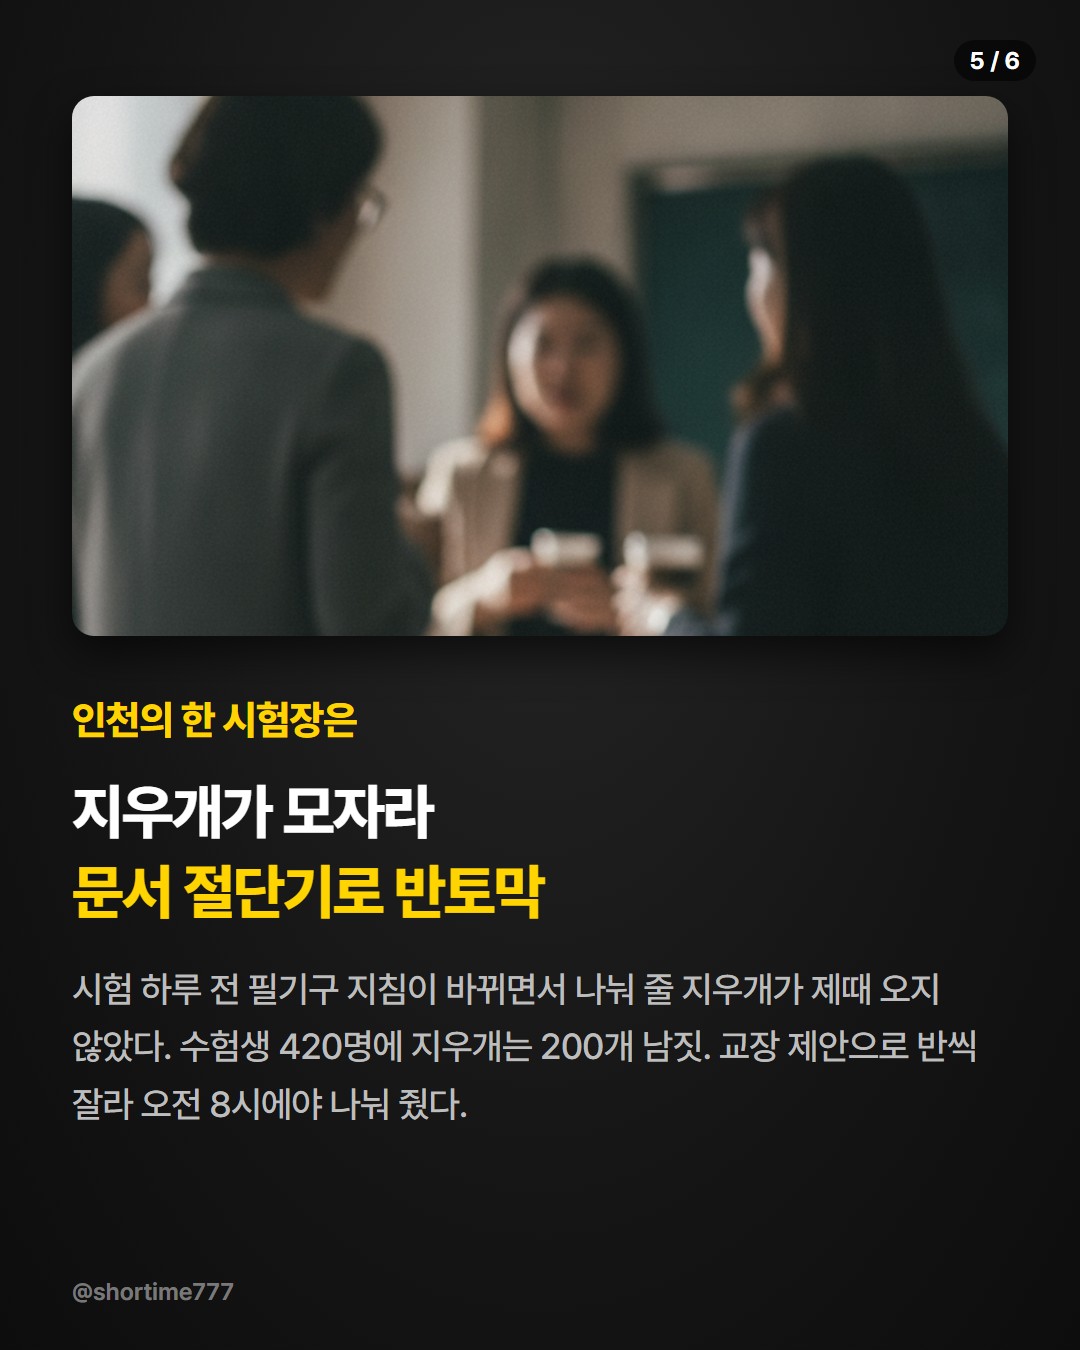 5 / 6
인천의 한 시험장은
지우개가 모자라
문서 절단기로 반토막
시험 하루 전 필기구 지침이 바뀌면서 나눠 줄 지우개가 제때 오지
않았다. 수험생 420명에 지우개는 200개 남짓. 교장 제안으로 반씩
잘라 오전 8시에야 나눠 줬다.
@shortime777